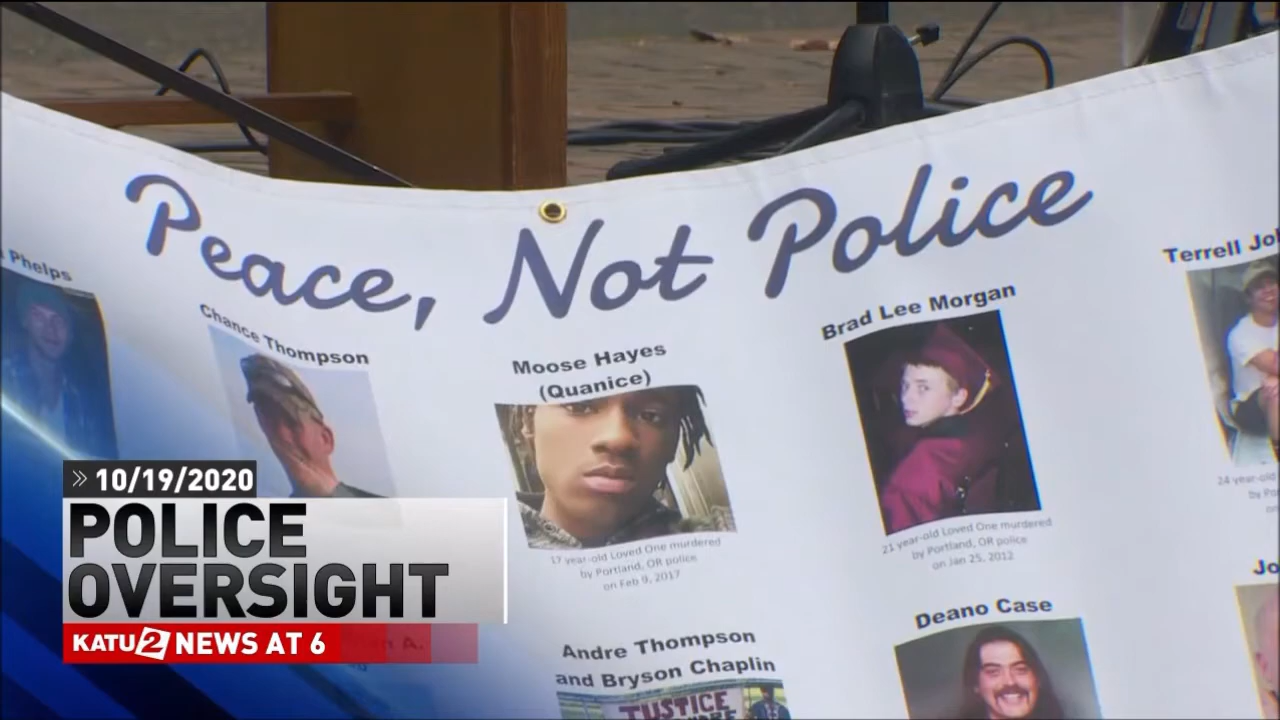 Peace, Not Police
Phelps
Chance Thompson
Moose Hayes
(Quanice)
17 year-old Loved One murdered
by Portland, OR police
on Feb 9, 2017
Brad Lee Morgan
21 year-old Loved One murdered
by Portland, OR police
on Jan 25, 2012
Terrell
24 year-old
Andre Thompson
and Bryson Chaplin
JUSTICE
Deano Case
>> 10/19/2020
POLICE
OVERSIGHT
KATU2 NEWS AT 6